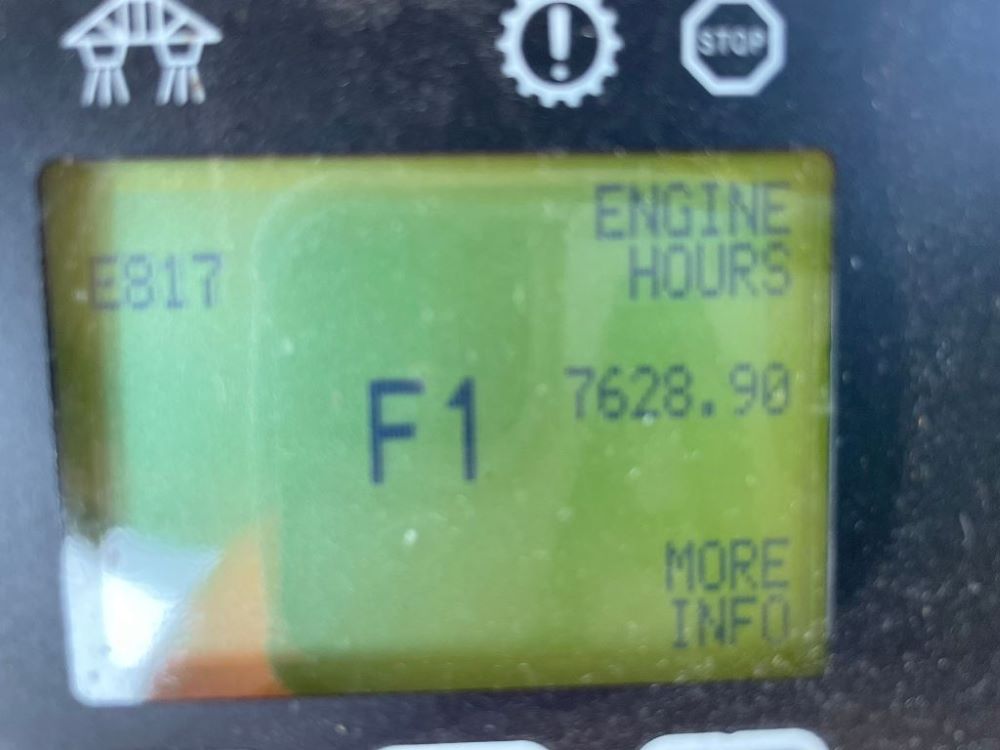 STOP
ENGINE
HOURS
E817
F1
7628.90
MORE
INFO